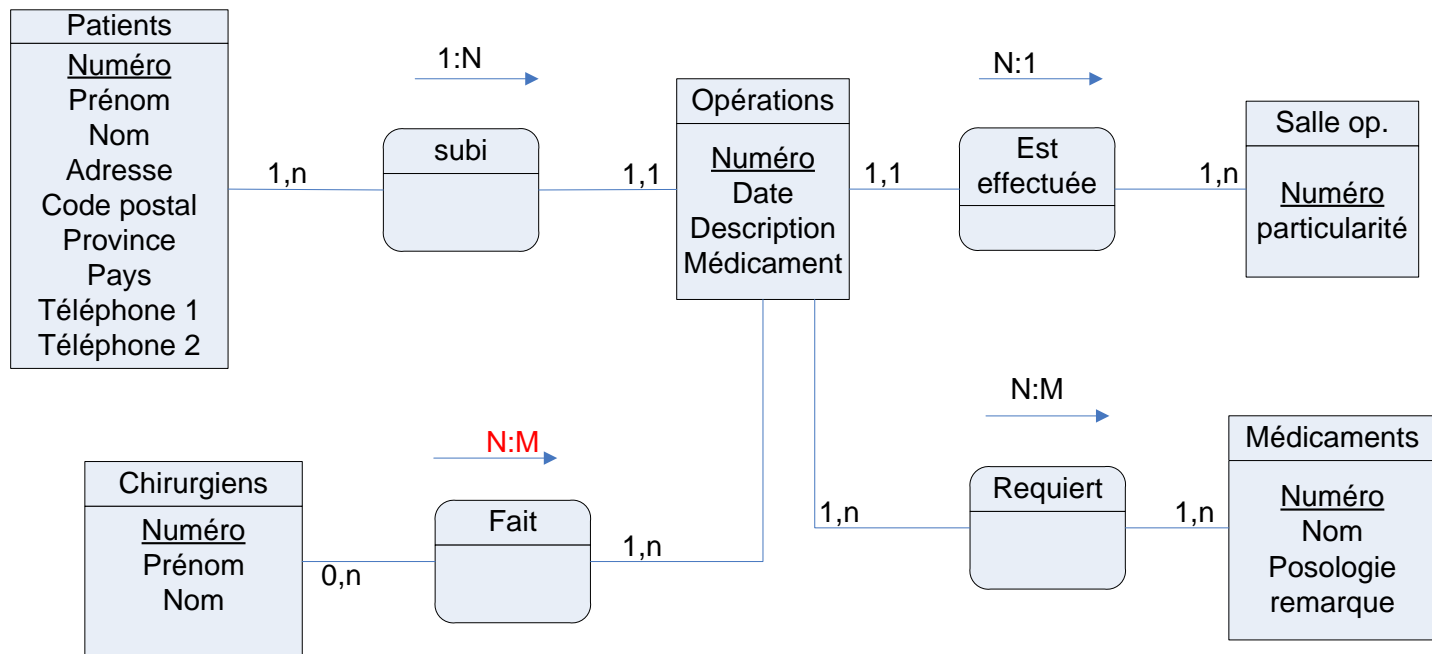 Patients
Numéro
Prénom
Nom
Adresse
Code postal
Province
Pays
Téléphone 1
Téléphone 2
1,n
1:N
subi
1,1
Opérations
Numéro
Date
Description
Médicament
1,1
N:1
Est
effectuée
1,n
Salle op.
Numéro
particularité
Chirurgiens
Numéro
Prénom
Nom
0,n
N:M
Fait
1,n
1,n
N:M
Requiert
1,n
Médicaments
Numéro
Nom
Posologie
remarque